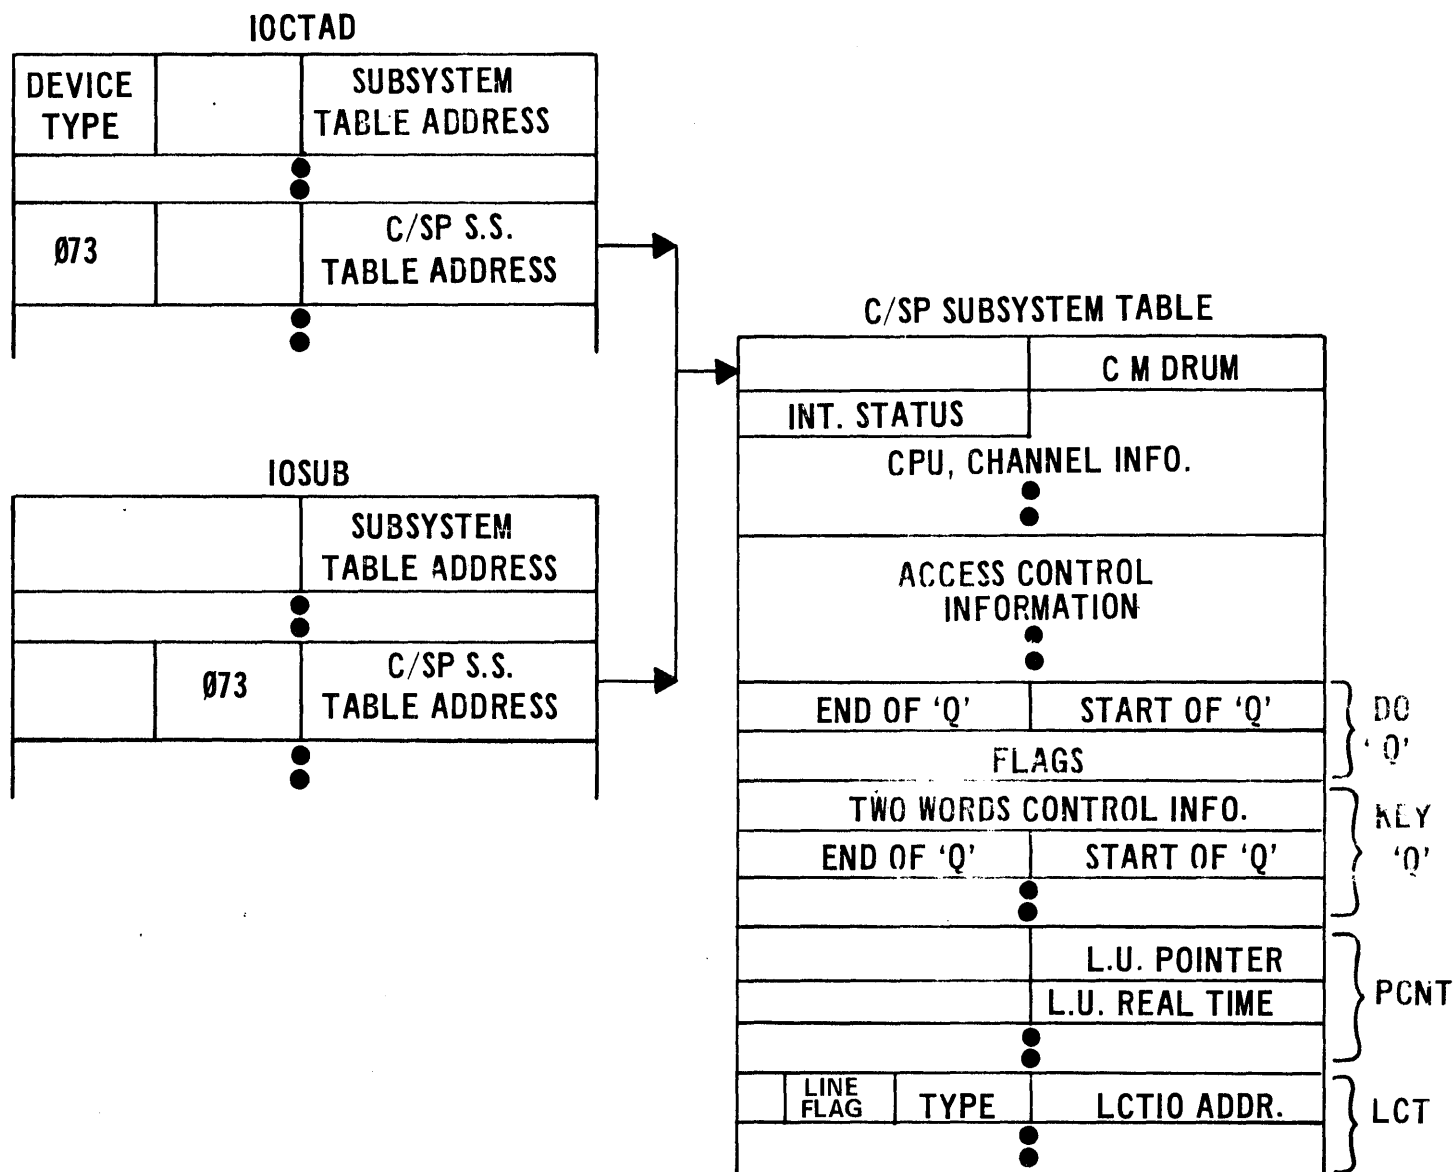 IOCTAD
DEVICE
TYPE
SUBSYSTEM
TABLE ADDRESS
Ø73
C/SP S.S.
TABLE ADDRESS
IOSUB
SUBSYSTEM
TABLE ADDRESS
Ø73
C/SP S.S.
TABLE ADDRESS
C/SP SUBSYSTEM TABLE
C M DRUM
INT. STATUS
CPU, CHANNEL INFO.
ACCESS CONTROL
INFORMATION
END OF 'Q'
START OF 'Q'
FLAGS
DO
'Q'
TWO WORDS CONTROL INFO.
END OF 'Q'
START OF 'Q'
KEY
'Q'
L.U. POINTER
L.U. REAL TIME
PCNT
LINE
FLAG
TYPE
LCTIO ADDR.
LCT